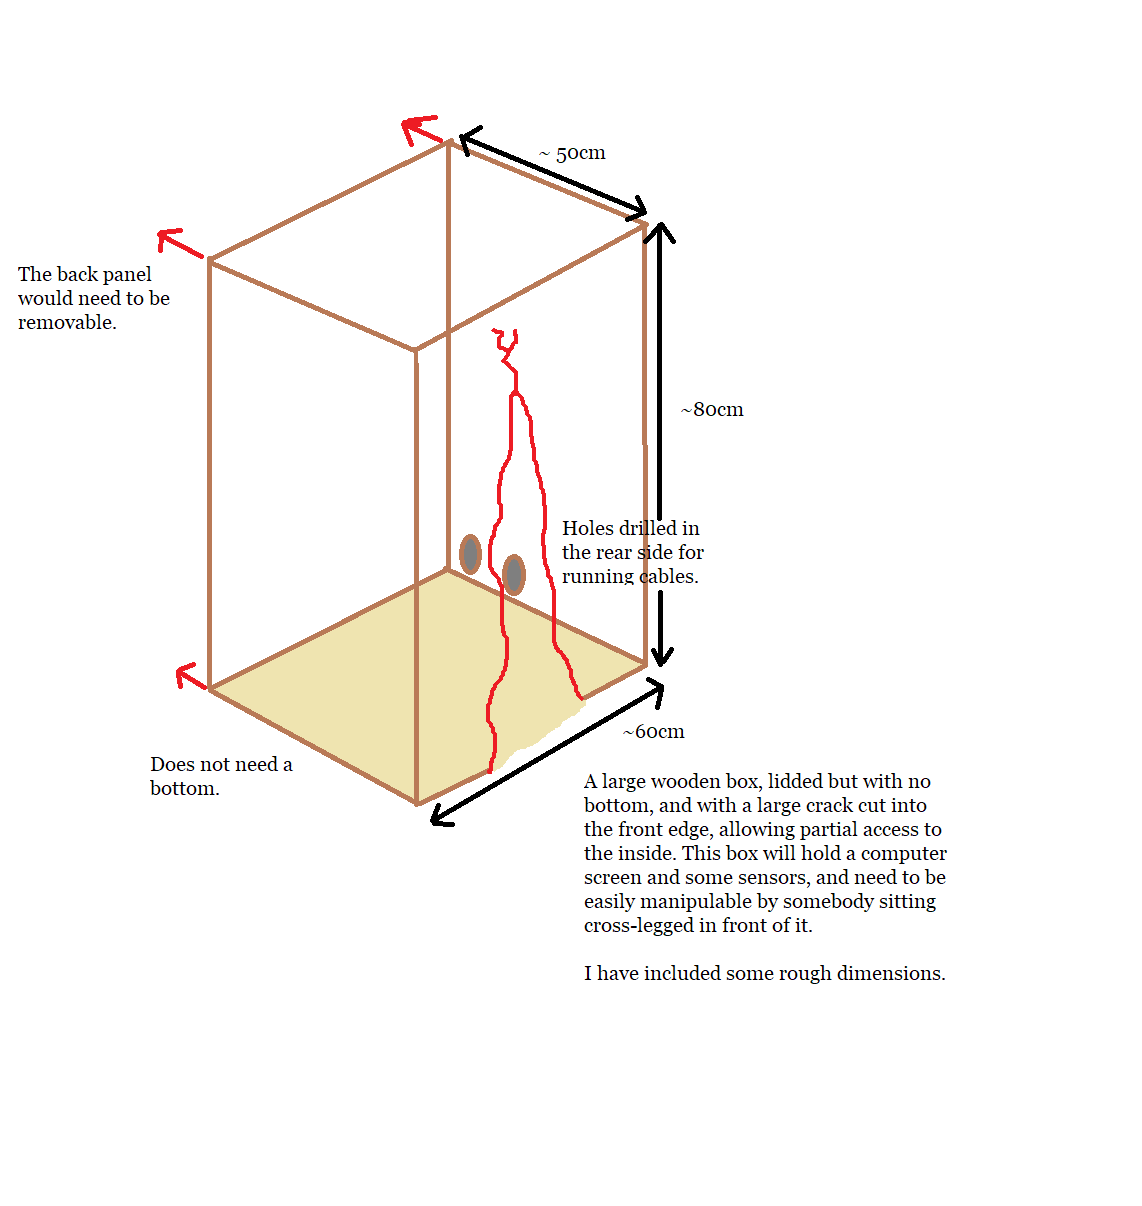 ~ 50cm
The back panel
would need to be
removable.
~80cm
Holes drilled in
the rear side for
running cables.
~60cm
Does not need a
bottom.
A large wooden box, lidded but with no
bottom, and with a large crack cut into
the front edge, allowing partial access to
the inside. This box will hold a computer
screen and some sensors, and need to be
easily manipulable by somebody sitting
cross-legged in front of it.
I have included some rough dimensions.